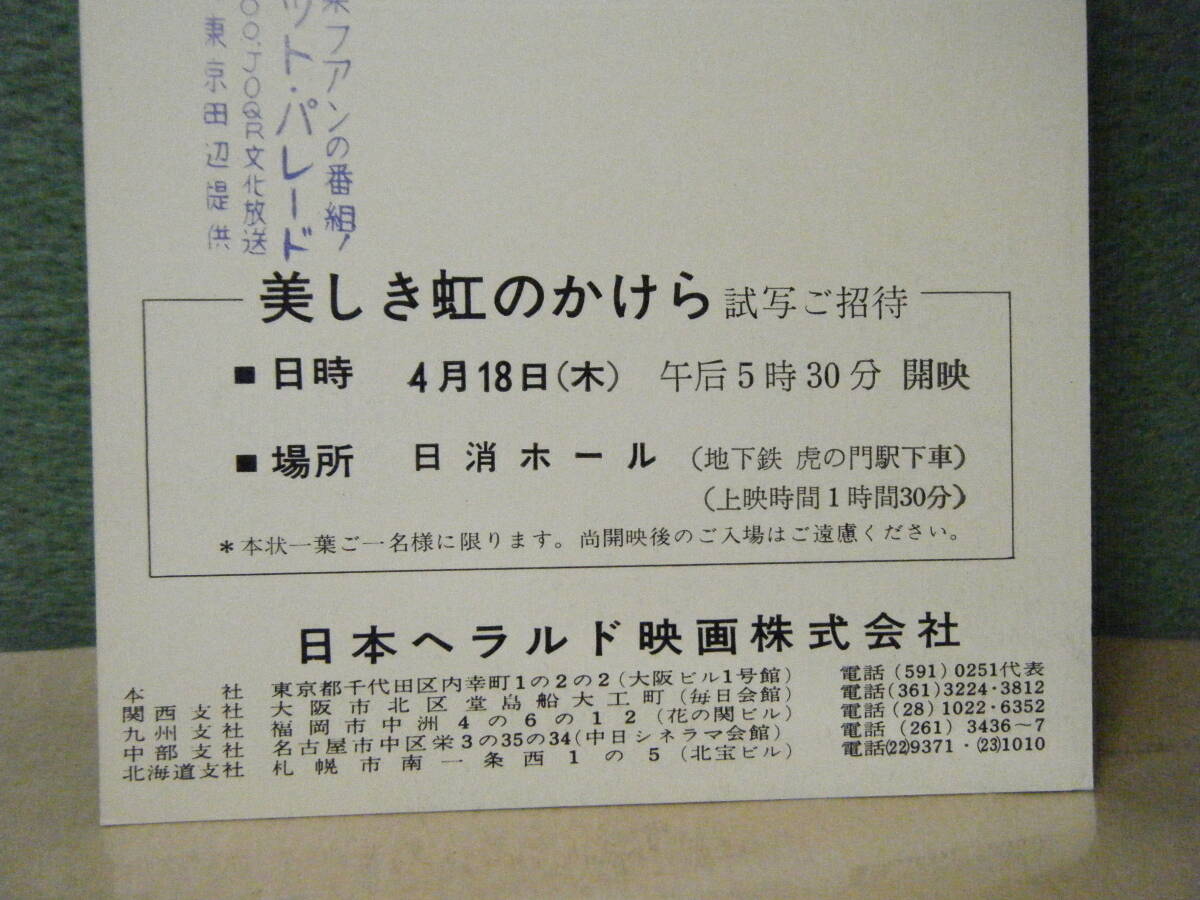 ファンの番組!
ット・パレード
00.JOQR文化放送
東京田辺提供
美しき虹のかけら 試写ご招待
■日時 4月18日(木) 午后5時30分 開映
■場所 日消ホール (地下鉄 虎の門駅下車)
(上映時間1時間30分)
*本状一葉ご一名様に限ります。尚開映後のご入場はご遠慮ください。
日本ヘラルド映画株式会社
本社 東京都千代田区内幸町1の2の2(大阪ビル1号館) 電話(591)0251代表
関西支社 大阪市北区堂島船大工町(毎日会館) 電話(361)3224・3812
九州支社 福岡市中洲4の6の12(花の関ビル) 電話(28)1022・6352
中部支社 名古屋市中区栄3の35の34(中日シネラマ会館) 電話(261)3436〜7
北海道支社 札幌市南一条西1の5(北宝ビル) 電話(22)9371・(23)1010